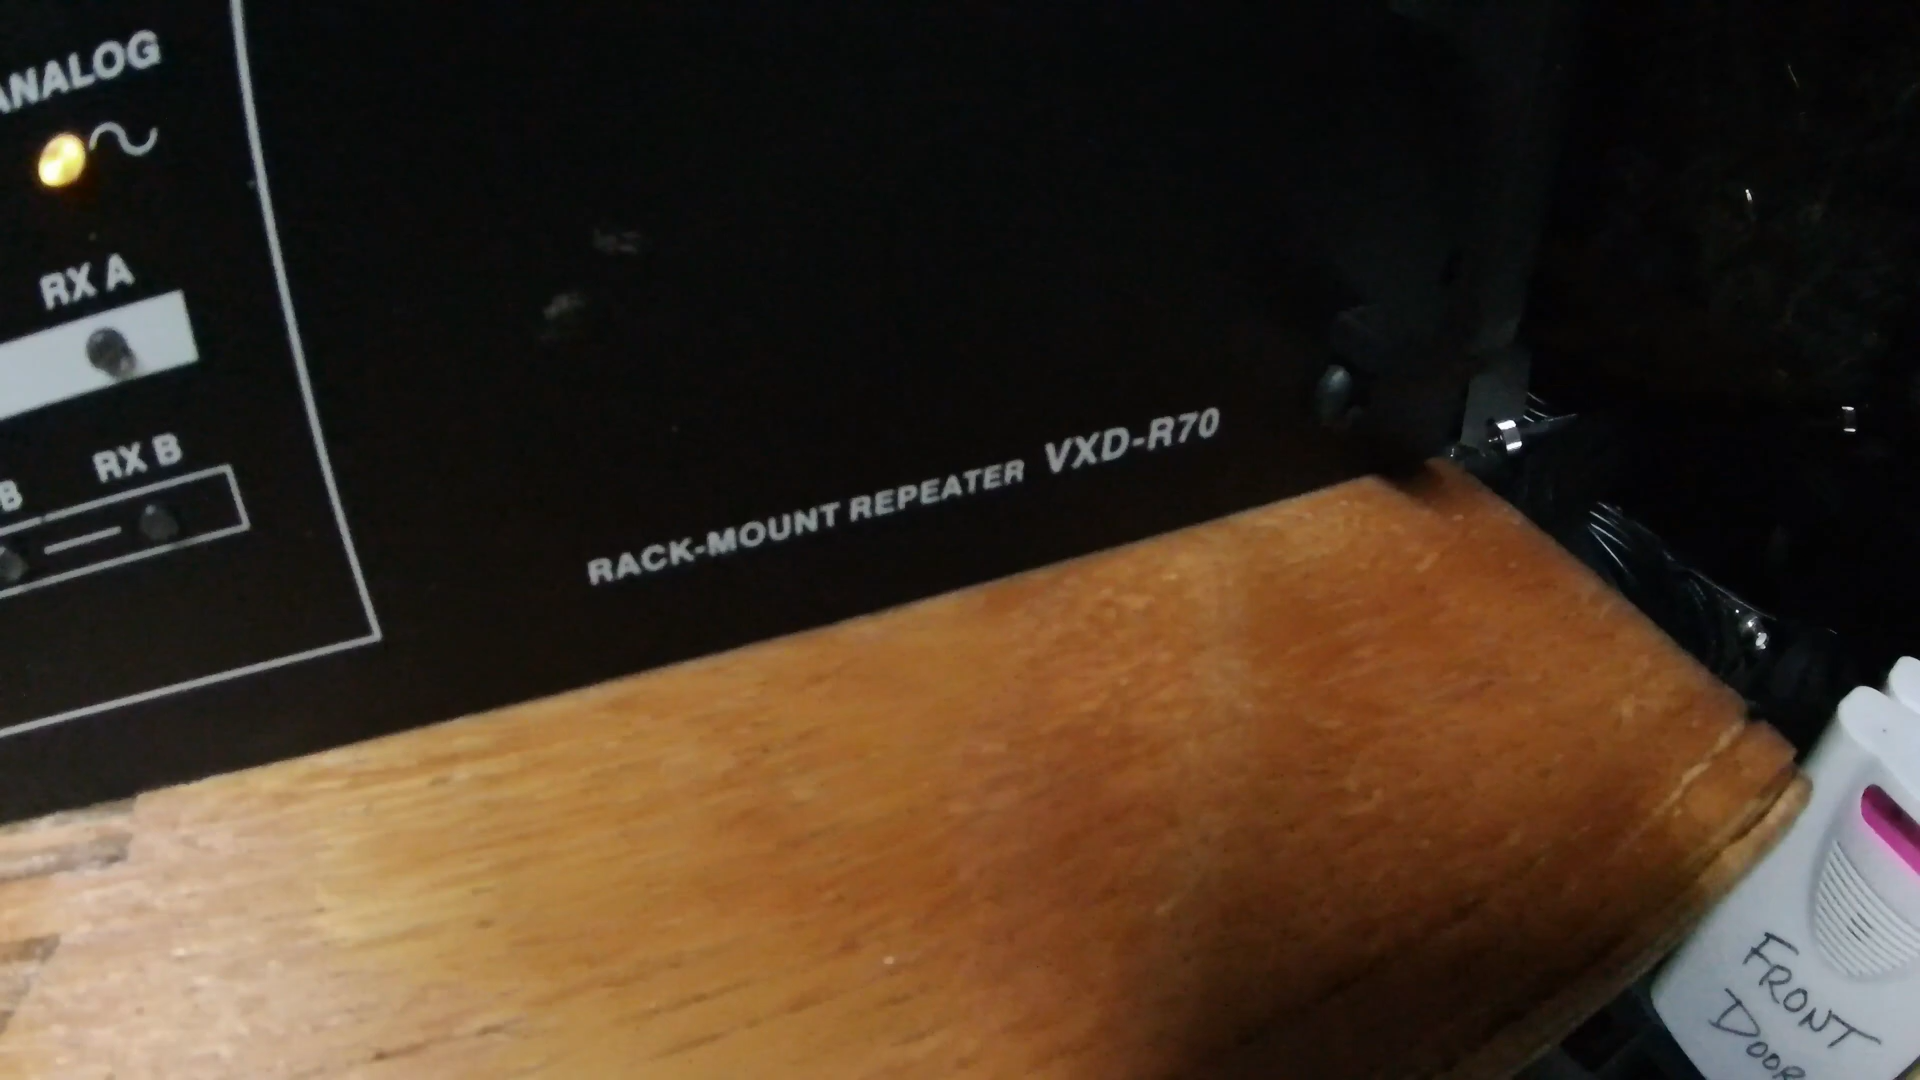 ANALOG
RX A
RX B
B
RACK-MOUNT REPEATER VXD-R70
FRONT
DOOR